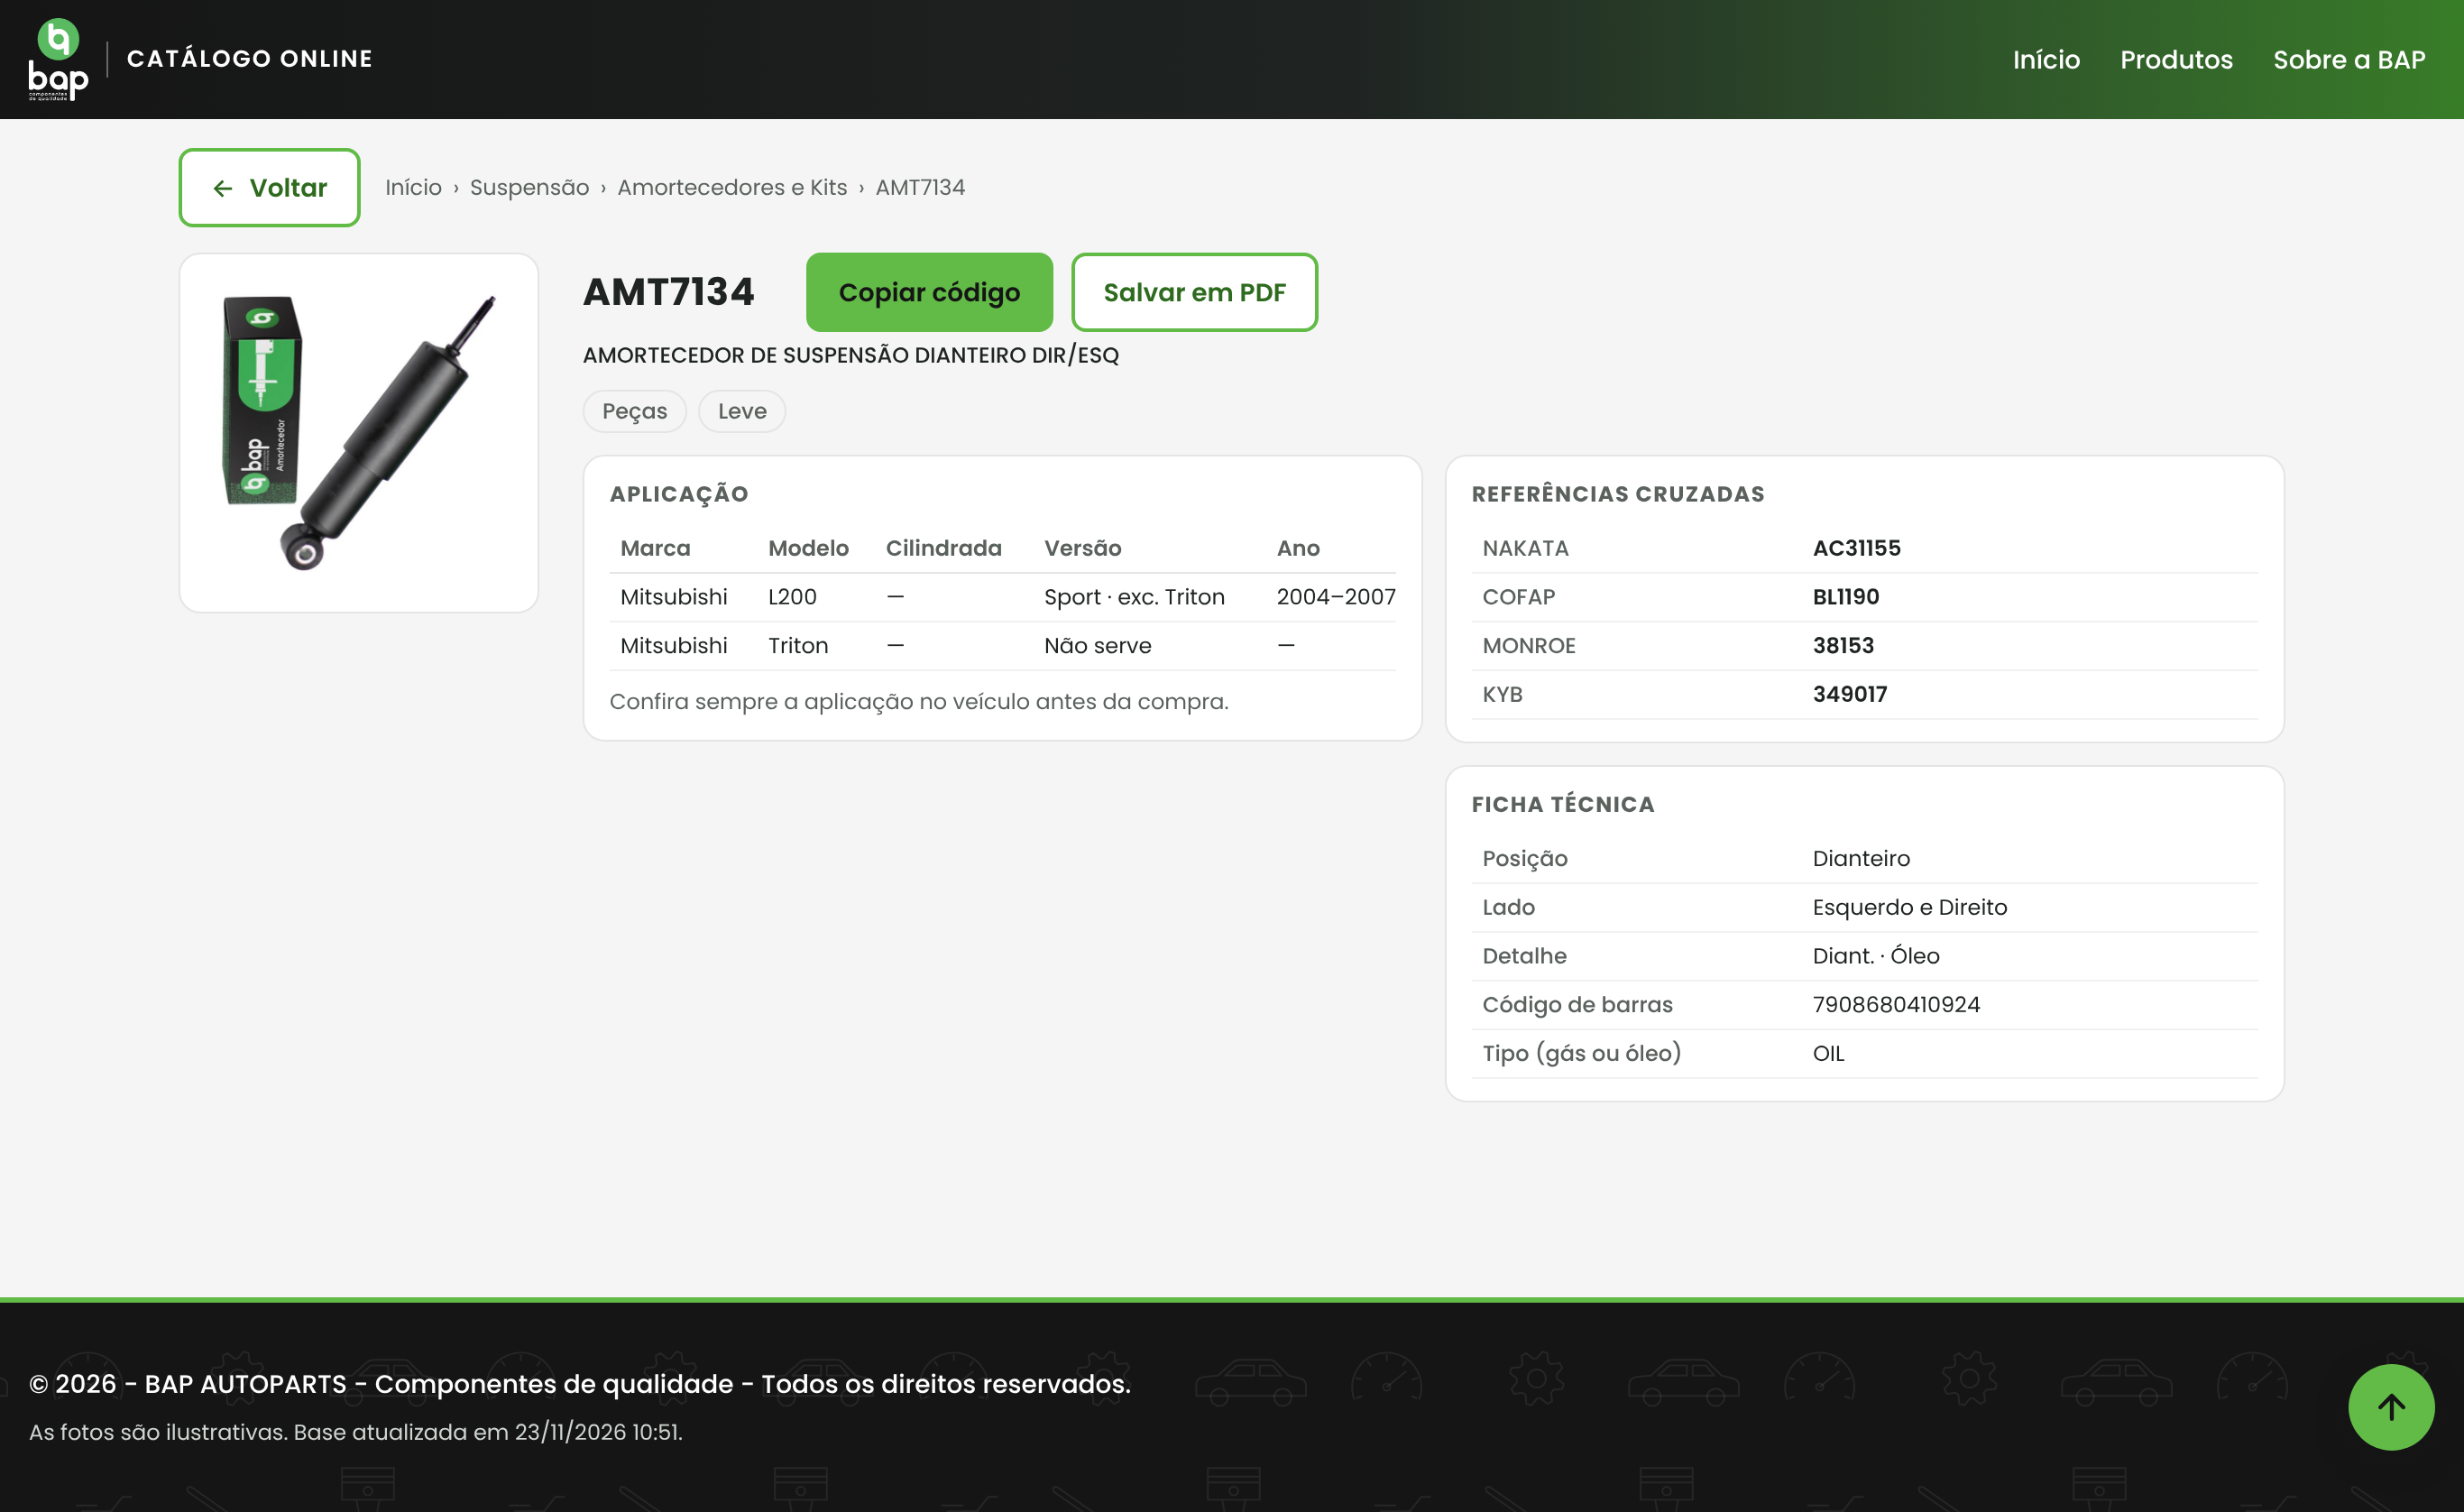 bap
componentes
de qualidade
CATÁLOGO ONLINE
Início Produtos Sobre a BAP
← Voltar
Início › Suspensão › Amortecedores e Kits › AMT7134
bap
Amortecedor
AMT7134
Copiar código
Salvar em PDF
AMORTECEDOR DE SUSPENSÃO DIANTEIRO DIR/ESQ
Peças Leve
APLICAÇÃO
Marca Modelo Cilindrada Versão Ano
Mitsubishi L200 — Sport · exc. Triton 2004–2007
Mitsubishi Triton — Não serve —
Confira sempre a aplicação no veículo antes da compra.
REFERÊNCIAS CRUZADAS
NAKATA AC31155
COFAP BL1190
MONROE 38153
KYB 349017
FICHA TÉCNICA
Posição Dianteiro
Lado Esquerdo e Direito
Detalhe Diant. · Óleo
Código de barras 7908680410924
Tipo (gás ou óleo) OIL
© 2026 - BAP AUTOPARTS - Componentes de qualidade - Todos os direitos reservados.
As fotos são ilustrativas. Base atualizada em 23/11/2026 10:51.